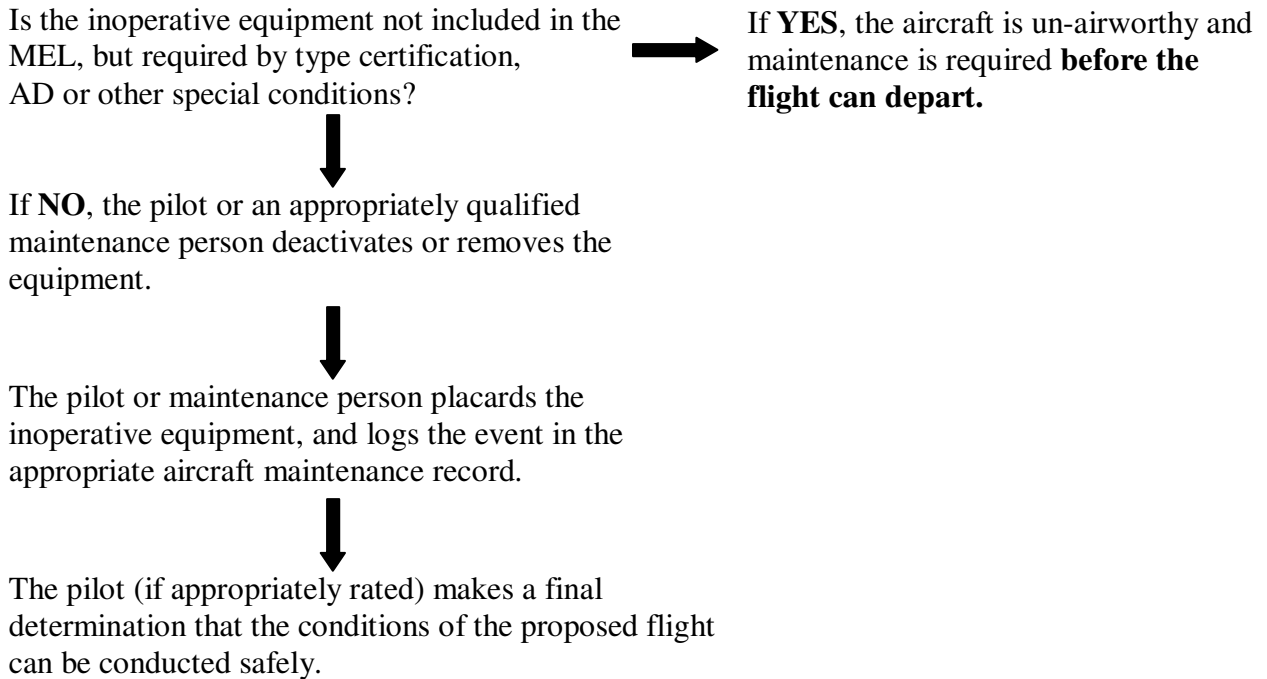 Is the inoperative equipment not included in the
MEL, but required by type certification,
AD or other special conditions?
If YES, the aircraft is un-airworthy and
maintenance is required before the
flight can depart.
If NO, the pilot or an appropriately qualified
maintenance person deactivates or removes the
equipment.
The pilot or maintenance person placards the
inoperative equipment, and logs the event in the
appropriate aircraft maintenance record.
The pilot (if appropriately rated) makes a final
determination that the conditions of the proposed flight
can be conducted safely.